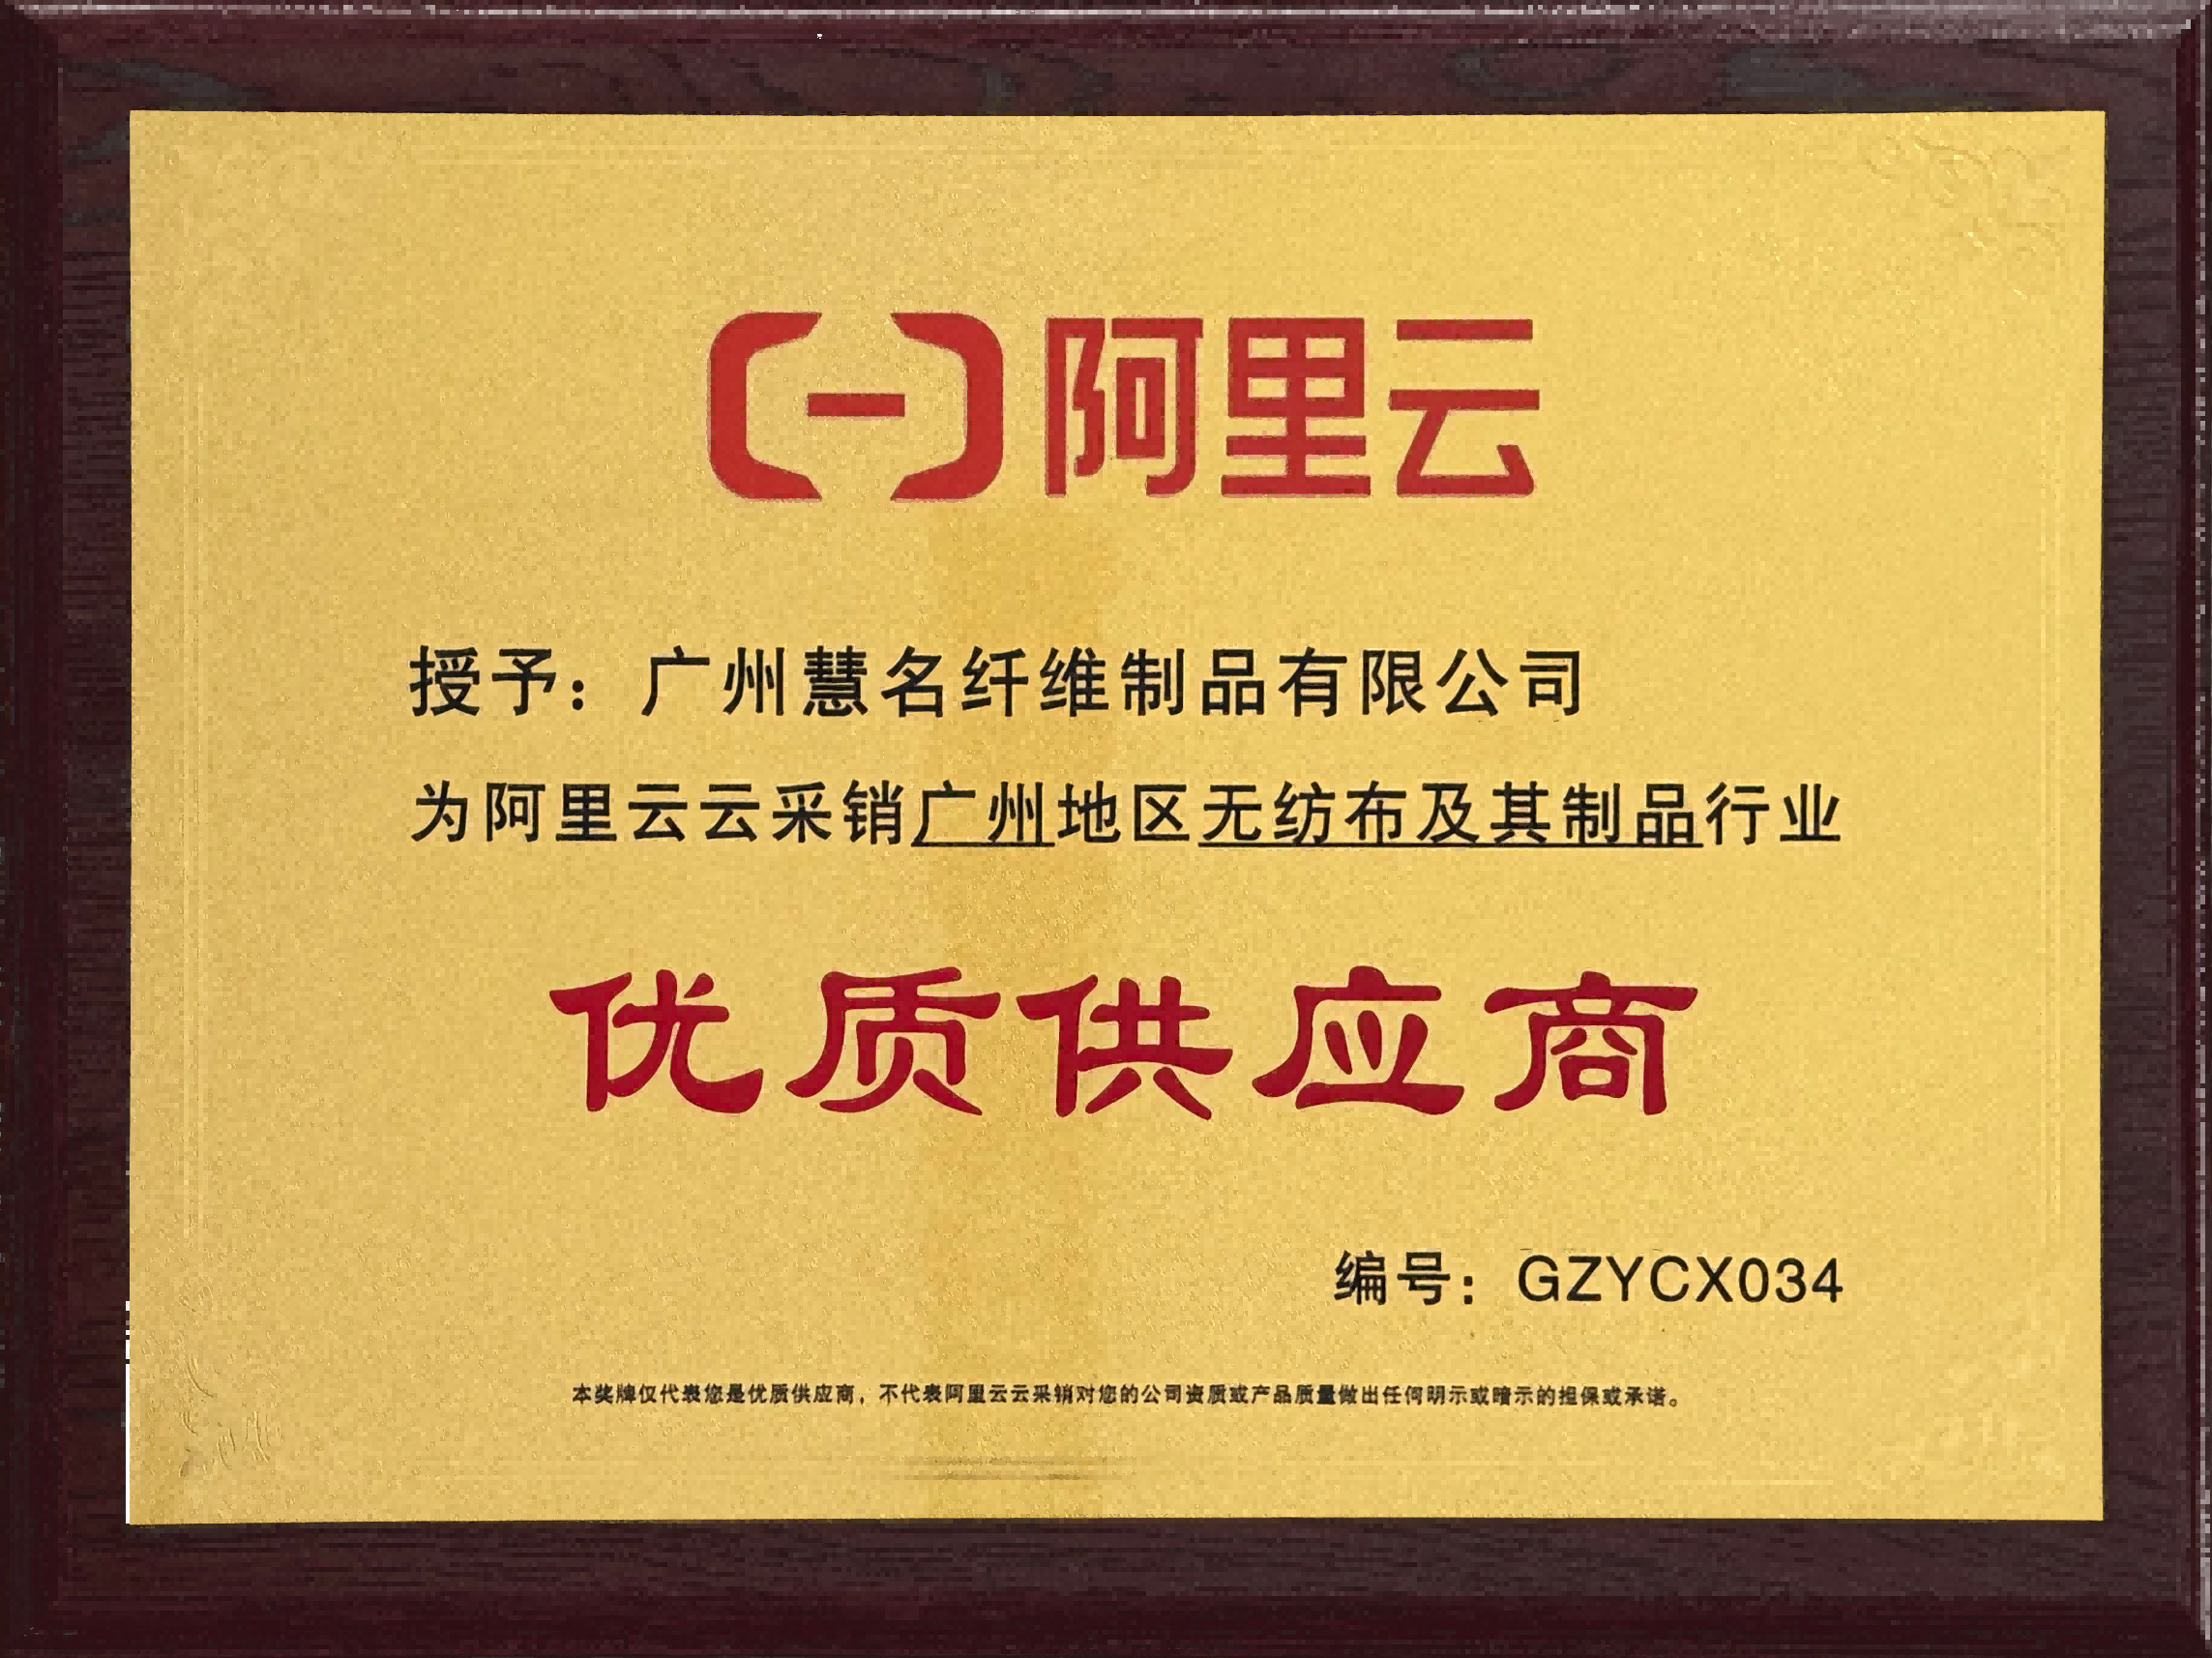 阿里云
授予：广州慧名纤维制品有限公司
为阿里云云采销广州地区无纺布及其制品行业
优质供应商
编号：GZYCX034
本奖牌仅代表您是优质供应商，不代表阿里云云采销对您的公司资质或产品质量做出任何明示或暗示的担保或承诺。